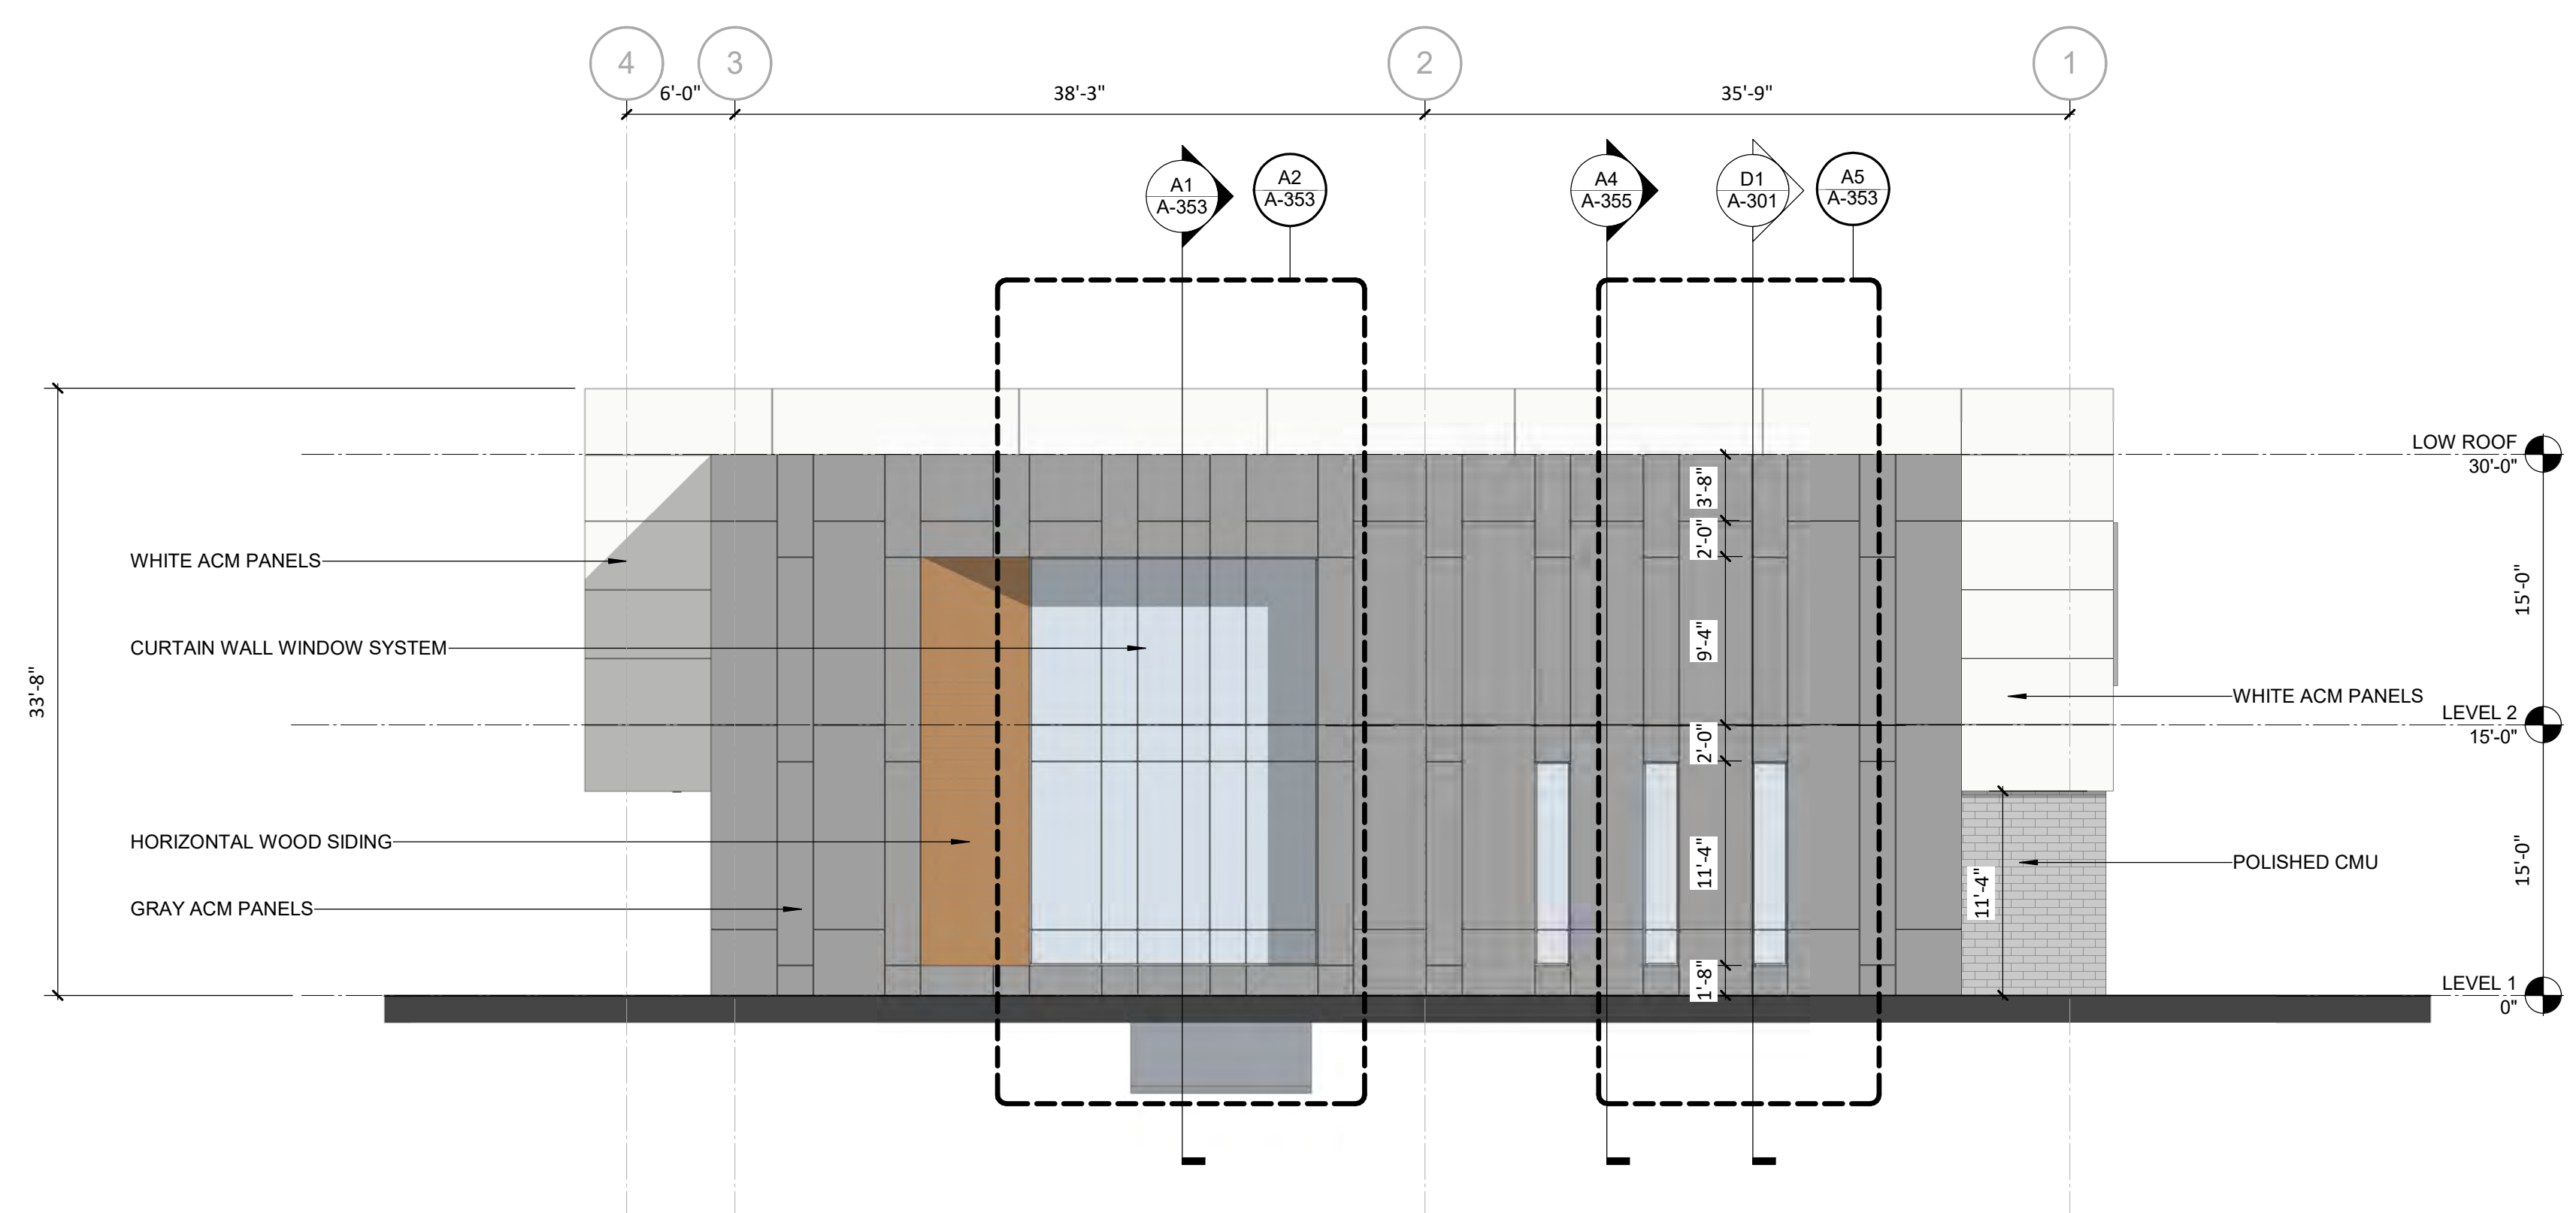 4
3
2
1
6'-0"
38'-3"
35'-9"
A1
A-353
A2
A-353
A4
A-355
D1
A-301
A5
A-353
LOW ROOF
30'-0"
3'-8"
2'-0"
WHITE ACM PANELS
15'-0"
9'-4"
CURTAIN WALL WINDOW SYSTEM
33'-8"
WHITE ACM PANELS
LEVEL 2
15'-0"
2'-0"
HORIZONTAL WOOD SIDING
11'-4"
15'-0"
POLISHED CMU
11'-4"
GRAY ACM PANELS
1'-8"
LEVEL 1
0"